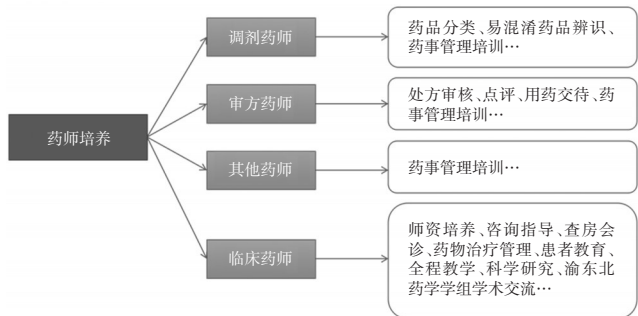 药师培养
调剂药师
药品分类、易混淆药品辨识、
药事管理培训…
审方药师
处方审核、点评、用药交待、药
事管理培训…
其他药师
药事管理培训…
临床药师
师资培养、咨询指导、查房会
诊、药物治疗管理、患者教育、
全程教学、科学研究、渝东北
药学学组学术交流…